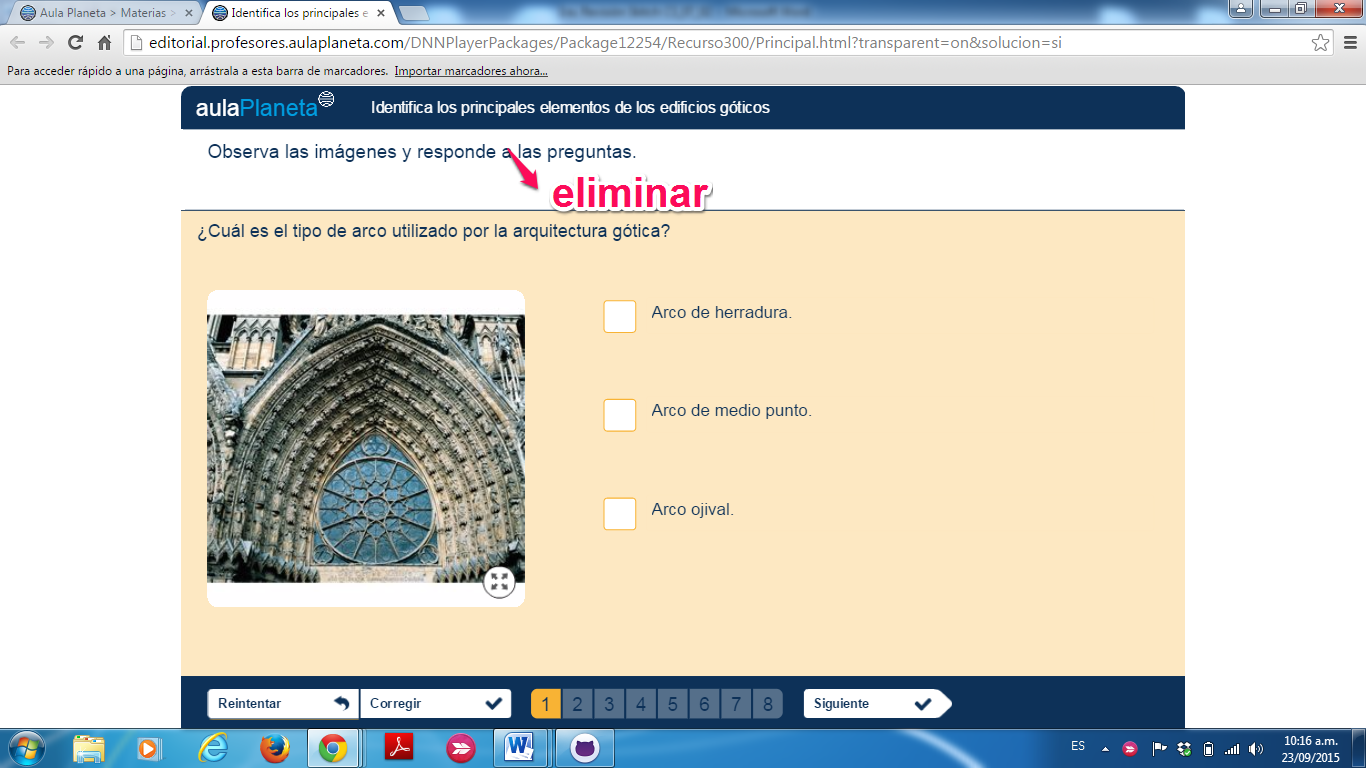 Aula Planeta > Materias >
Identifica los principales e
editorial.profesores.aulaplaneta.com/DNNPlayerPackages/Package12254/Recurso300/Principal.html?transparent=on&solucion=si
Para acceder rápido a una página, arrástrala a esta barra de marcadores. Importar marcadores ahora...
aulaPlaneta Identifica los principales elementos de los edificios góticos
Observa las imágenes y responde a las preguntas.
eliminar
¿Cuál es el tipo de arco utilizado por la arquitectura gótica?
Arco de herradura.
Arco de medio punto.
Arco ojival.
Reintentar Corregir 1 2 3 4 5 6 7 8 Siguiente
ES 10:16 a.m.
23/09/2015